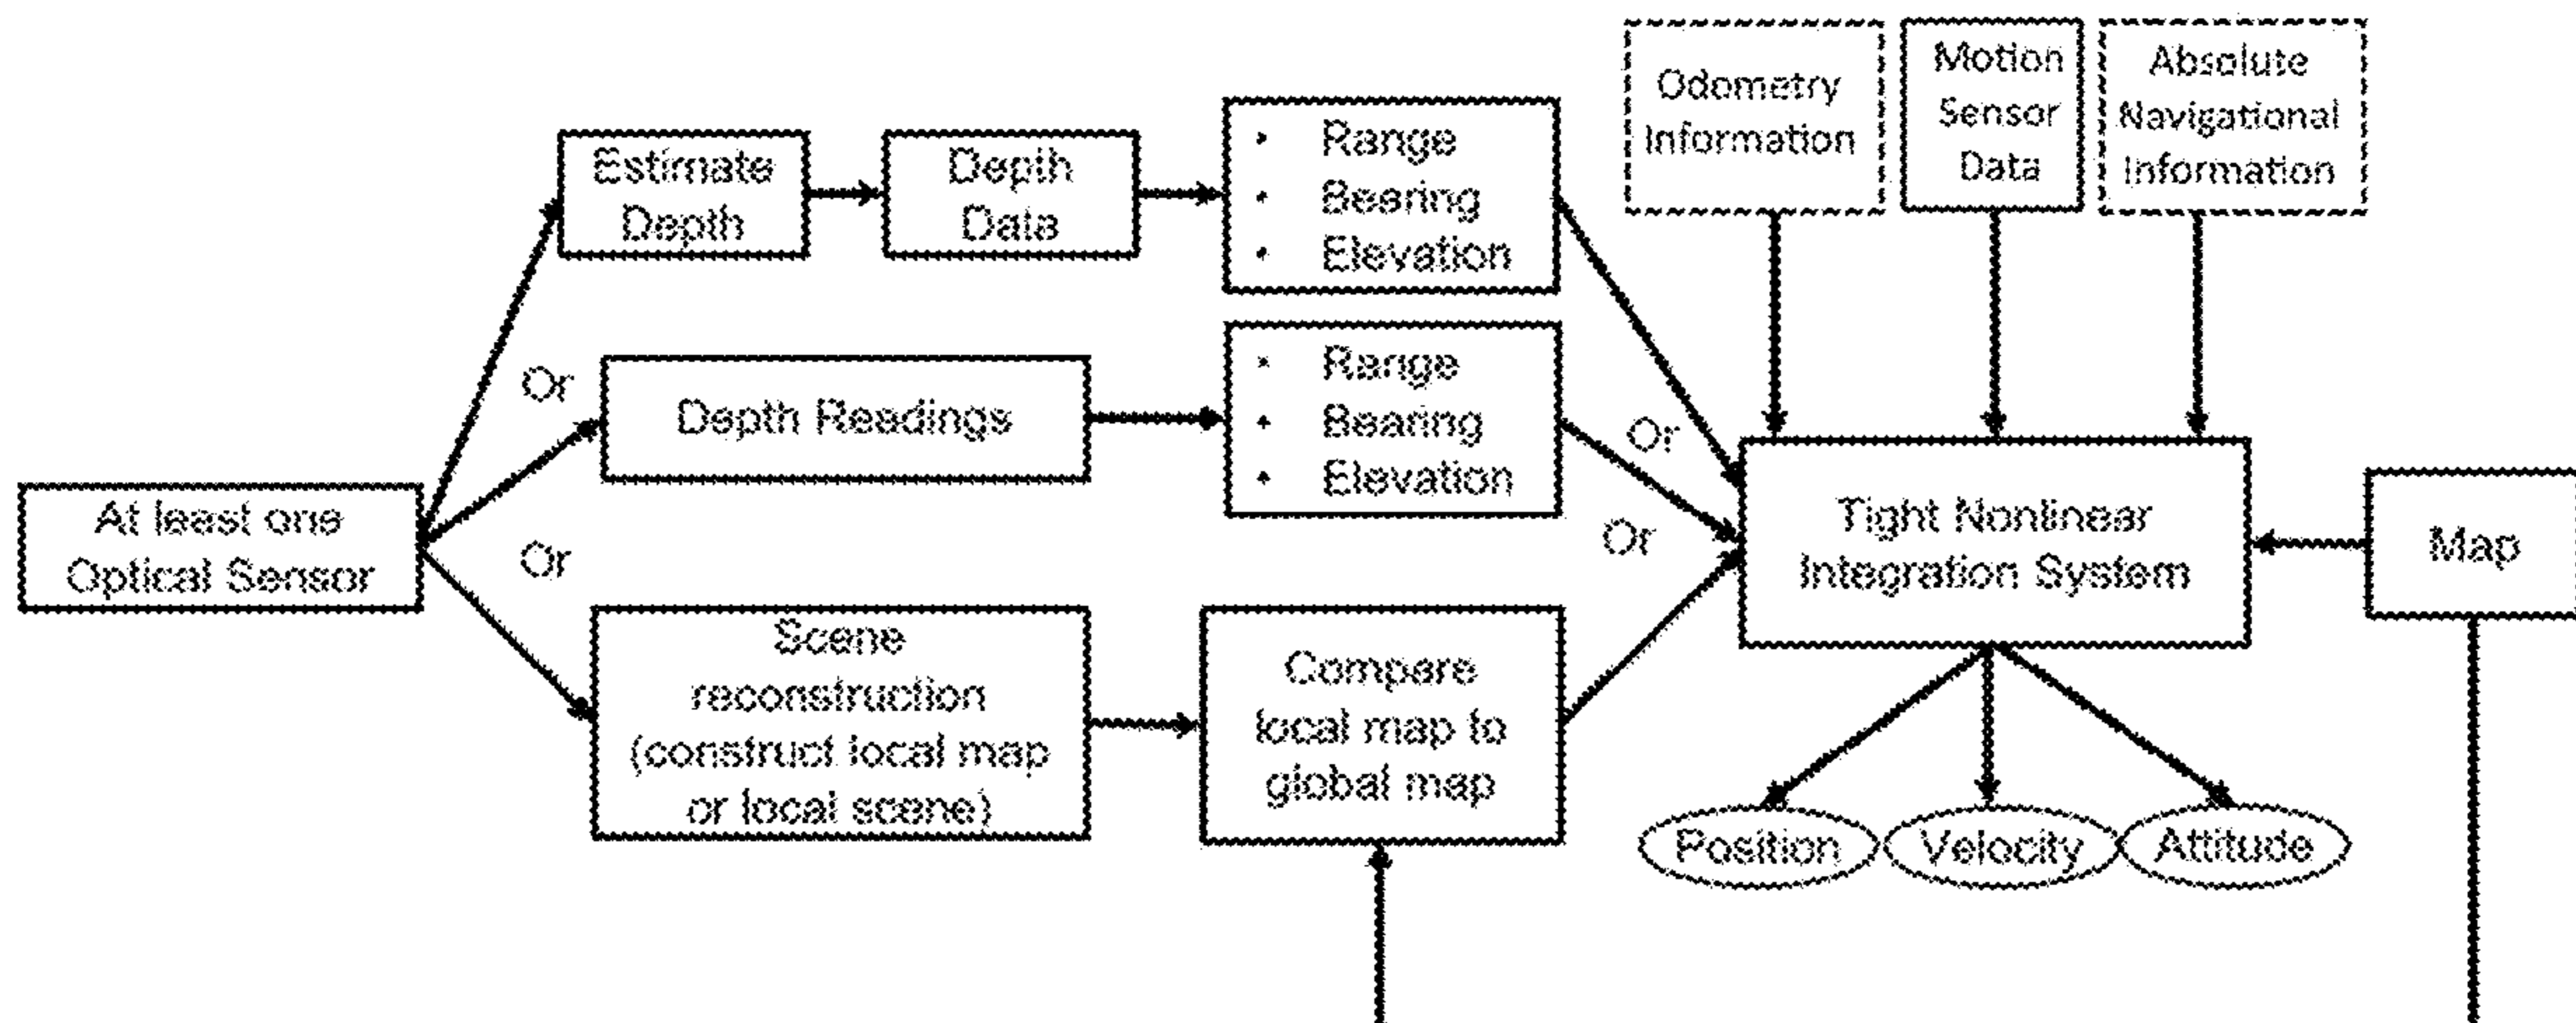 Odometry
Information
Motion
Sensor
Data
Absolute
Navigational
Information
Estimate
Depth
Depth
Data
Range
Bearing
Elevation
Or
Depth Readings
Range
Bearing
Elevation
Or
At least one
Optical Sensor
Or
Or
Tight Nonlinear
Integration System
Map
Scene
reconstruction
(construct local map
or local scene)
Compare
local map to
global map
Position
Velocity
Attitude